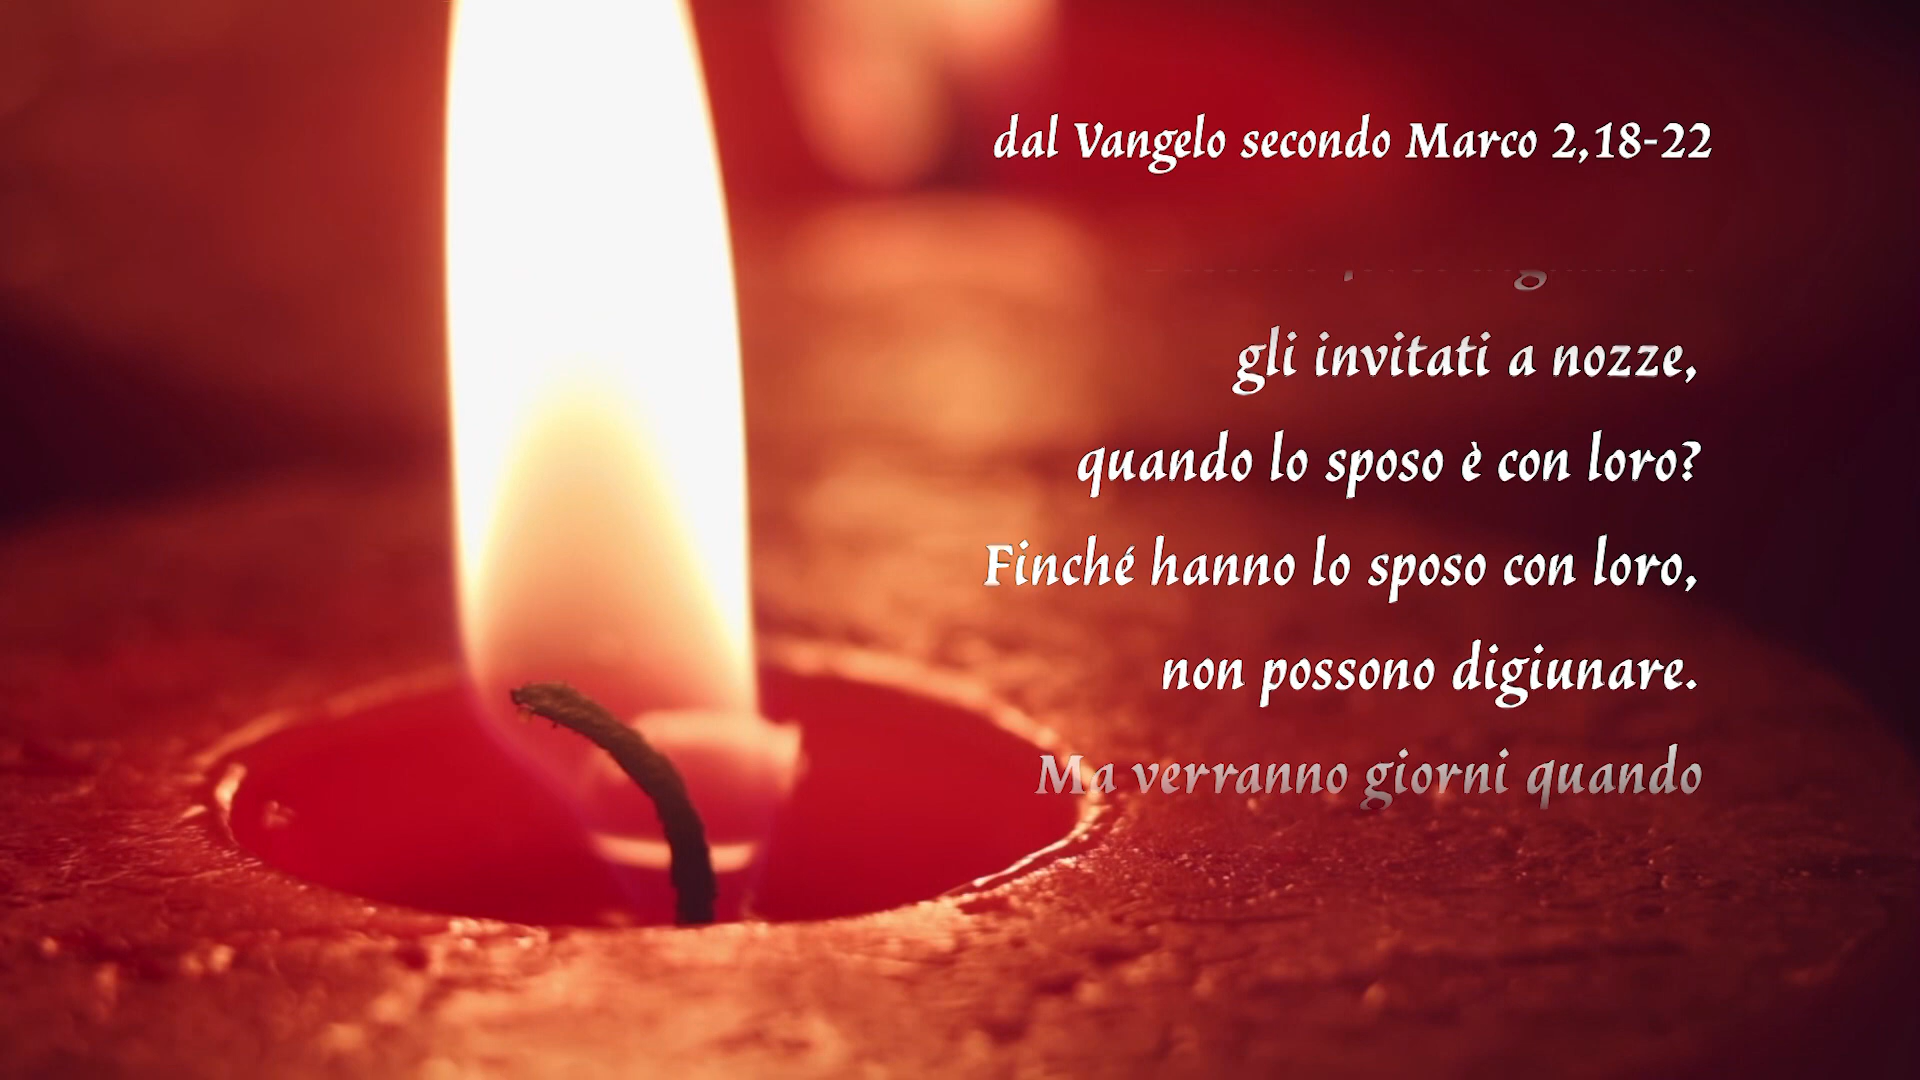 dal Vangelo secondo Marco 2,18-22
gli invitati a nozze,
quando lo sposo è con loro?
Finché hanno lo sposo con loro,
non possono digiunare.
Ma verranno giorni quando